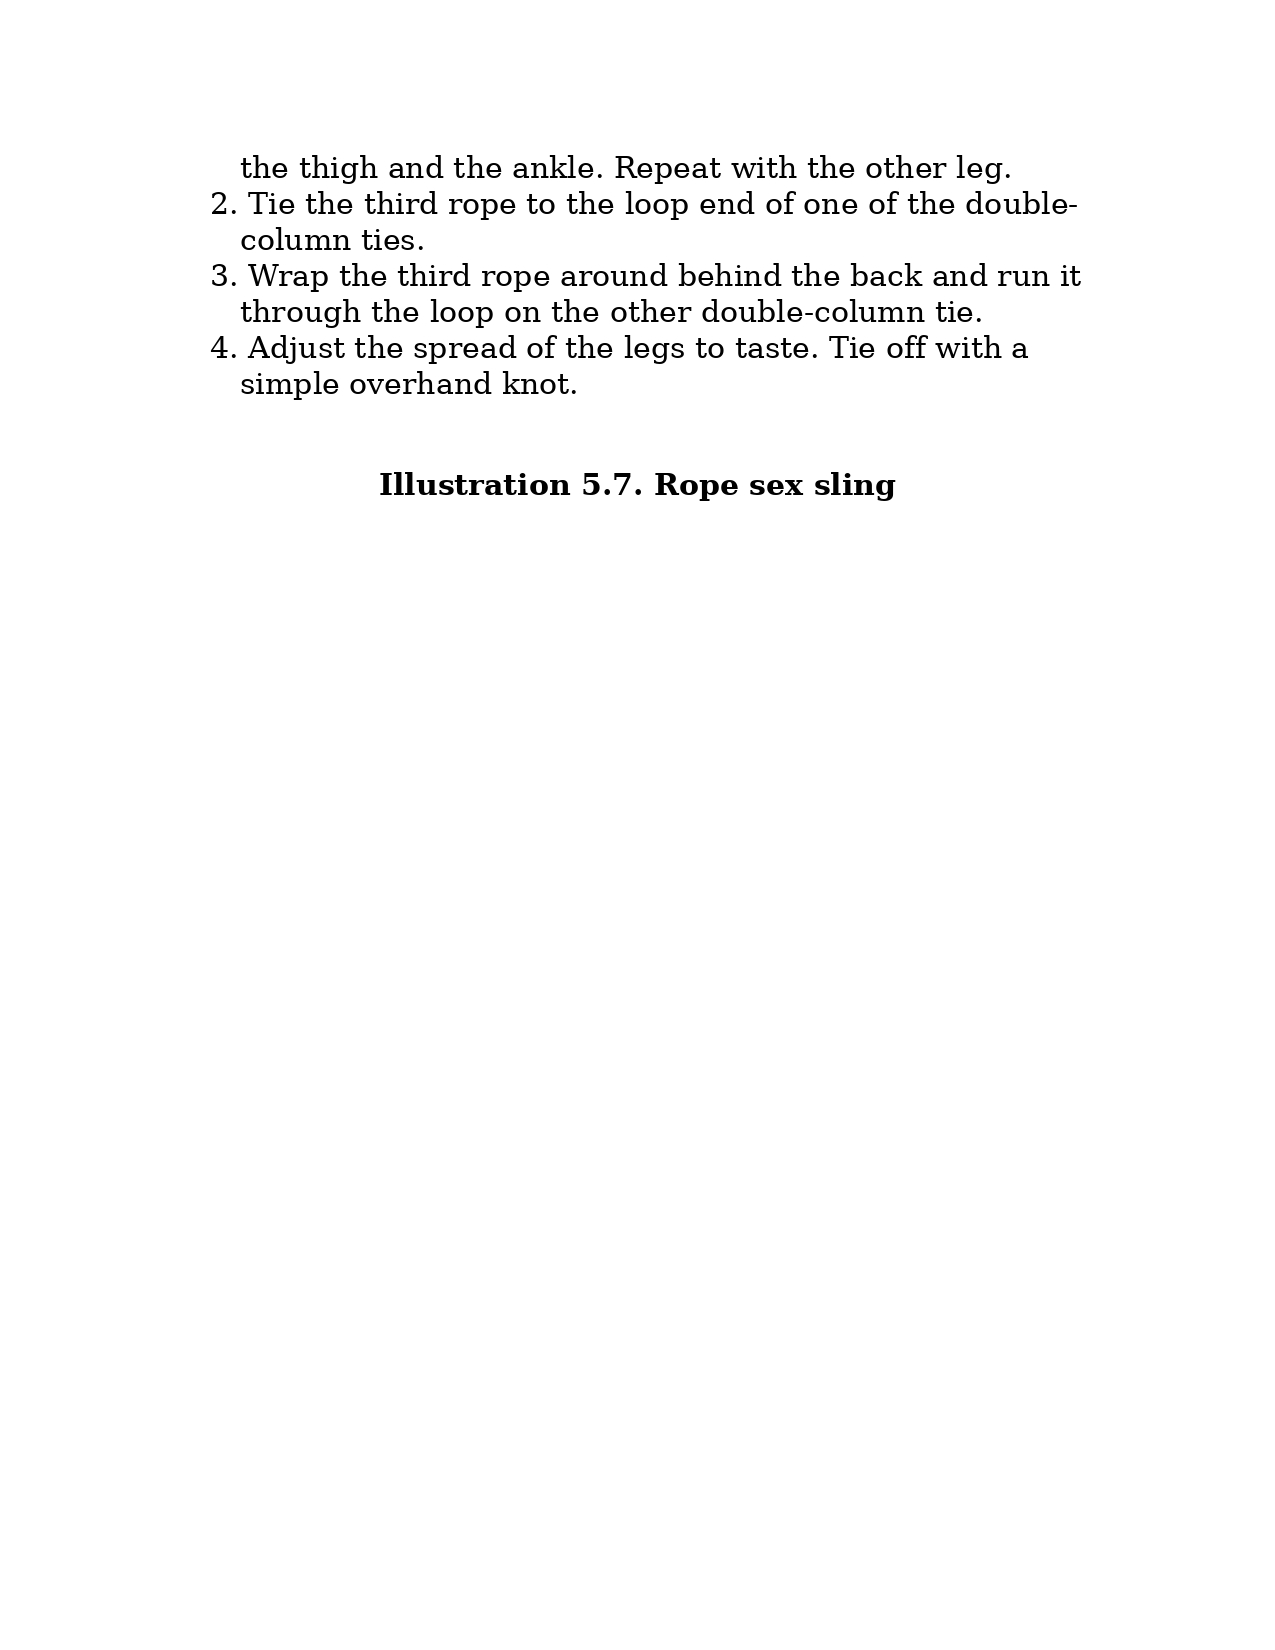 the thigh and the ankle. Repeat with the other leg.
2. Tie the third rope to the loop end of one of the double-
column ties.
3. Wrap the third rope around behind the back and run it
through the loop on the other double-column tie.
4. Adjust the spread of the legs to taste. Tie off with a
simple overhand knot.
Illustration 5.7. Rope sex sling